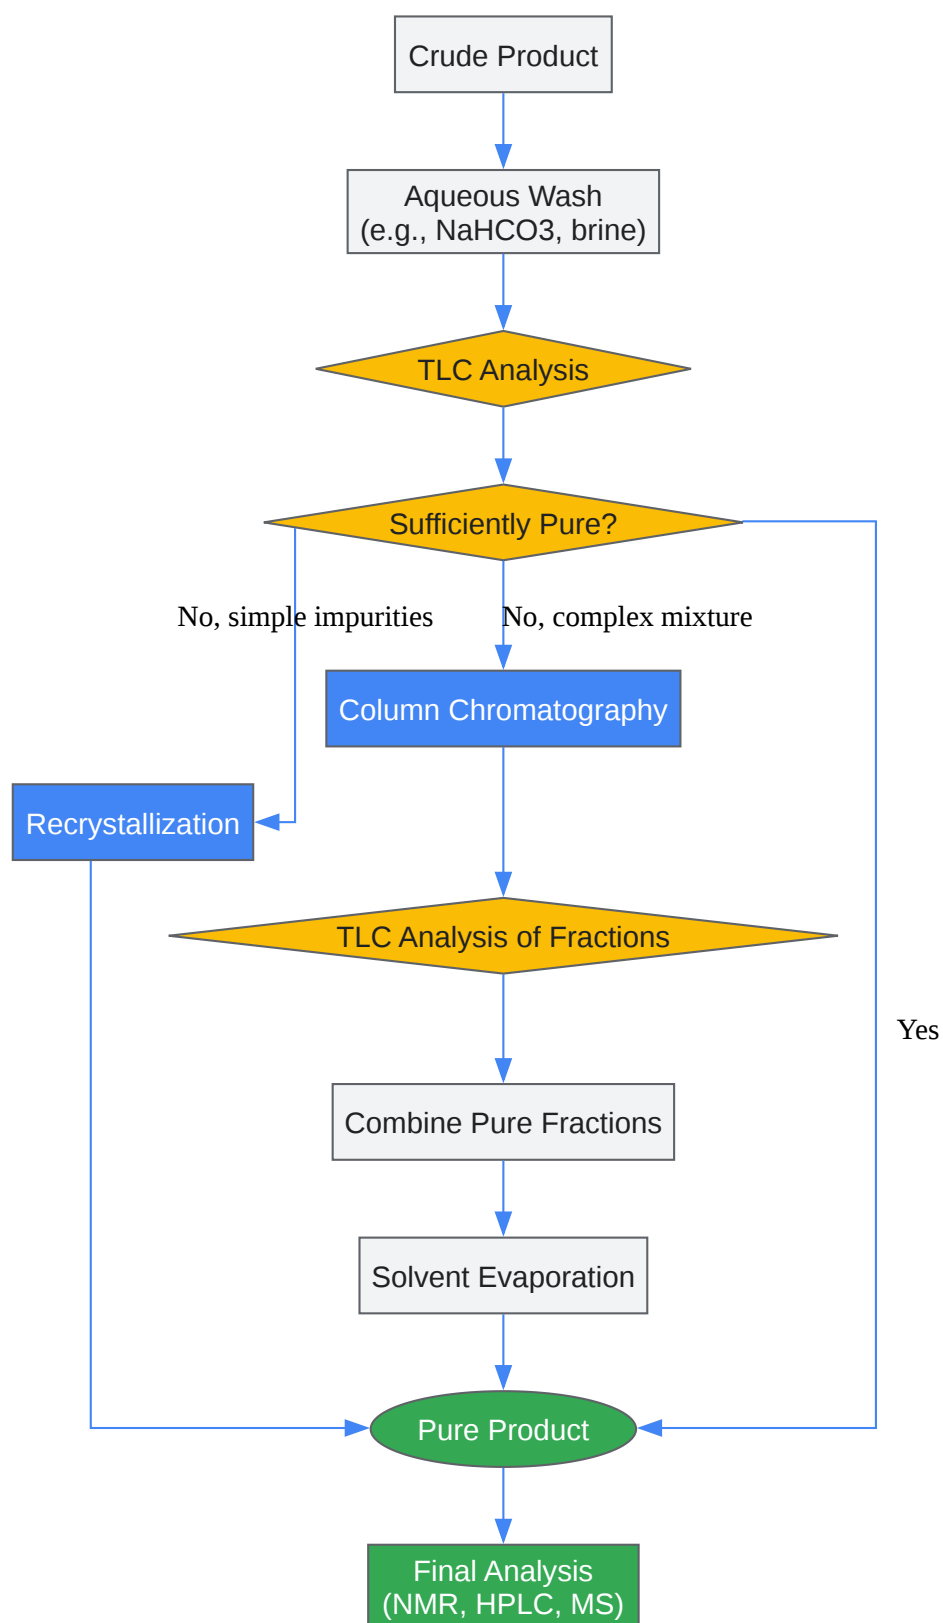 Crude Product
Aqueous Wash
(e.g., NaHCO3, brine)
TLC Analysis
Sufficiently Pure?
No, simple impurities
No, complex mixture
Column Chromatography
Recrystallization
TLC Analysis of Fractions
Yes
Combine Pure Fractions
Solvent Evaporation
Pure Product
Final Analysis
(NMR, HPLC, MS)